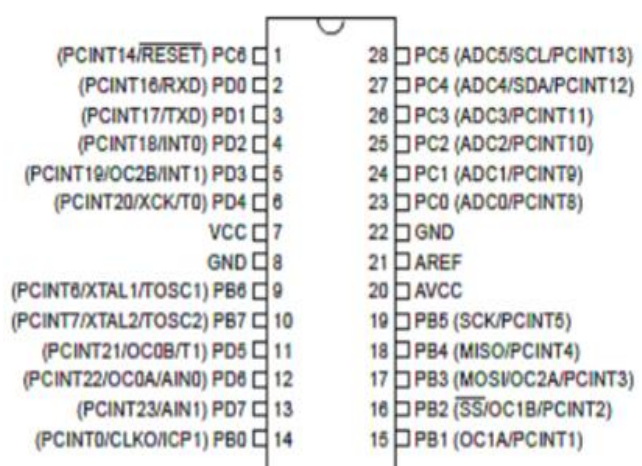 (PCINT14/RESET) PC6 1 28 PC5 (ADC5/SCL/PCINT13)
(PCINT16/RXD) PD0 2 27 PC4 (ADC4/SDA/PCINT12)
(PCINT17/TXD) PD1 3 26 PC3 (ADC3/PCINT11)
(PCINT18/INT0) PD2 4 25 PC2 (ADC2/PCINT10)
(PCINT19/OC2B/INT1) PD3 5 24 PC1 (ADC1/PCINT9)
(PCINT20/XCK/T0) PD4 6 23 PC0 (ADC0/PCINT8)
VCC 7 22 GND
GND 8 21 AREF
(PCINT6/XTAL1/TOSC1) PB6 9 20 AVCC
(PCINT7/XTAL2/TOSC2) PB7 10 19 PB5 (SCK/PCINT5)
(PCINT21/OC0B/T1) PD5 11 18 PB4 (MISO/PCINT4)
(PCINT22/OC0A/AIN0) PD6 12 17 PB3 (MOSI/OC2A/PCINT3)
(PCINT23/AIN1) PD7 13 16 PB2 (SS/OC1B/PCINT2)
(PCINT0/CLKO/ICP1) PB0 14 15 PB1 (OC1A/PCINT1)